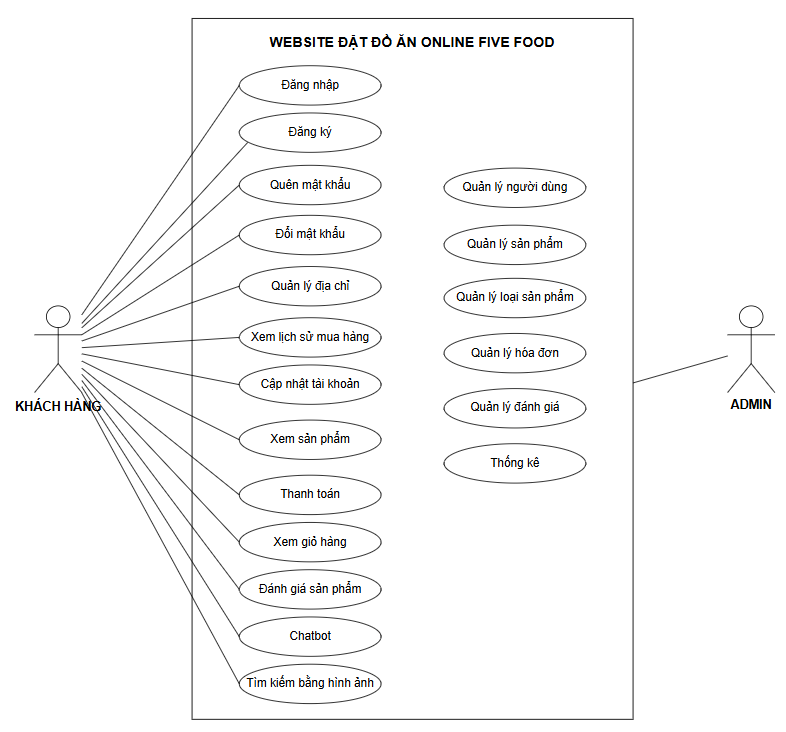 WEBSITE ĐẶT ĐỒ ĂN ONLINE FIVE FOOD
Đăng nhập
Đăng ký
Quên mật khẩu
Đổi mật khẩu
Quản lý địa chỉ
Xem lịch sử mua hàng
Cập nhật tài khoản
Xem sản phẩm
Thanh toán
Xem giỏ hàng
Đánh giá sản phẩm
Chatbot
Tìm kiếm bằng hình ảnh
Quản lý người dùng
Quản lý sản phẩm
Quản lý loại sản phẩm
Quản lý hóa đơn
Quản lý đánh giá
Thống kê
KHÁCH HÀNG
ADMIN